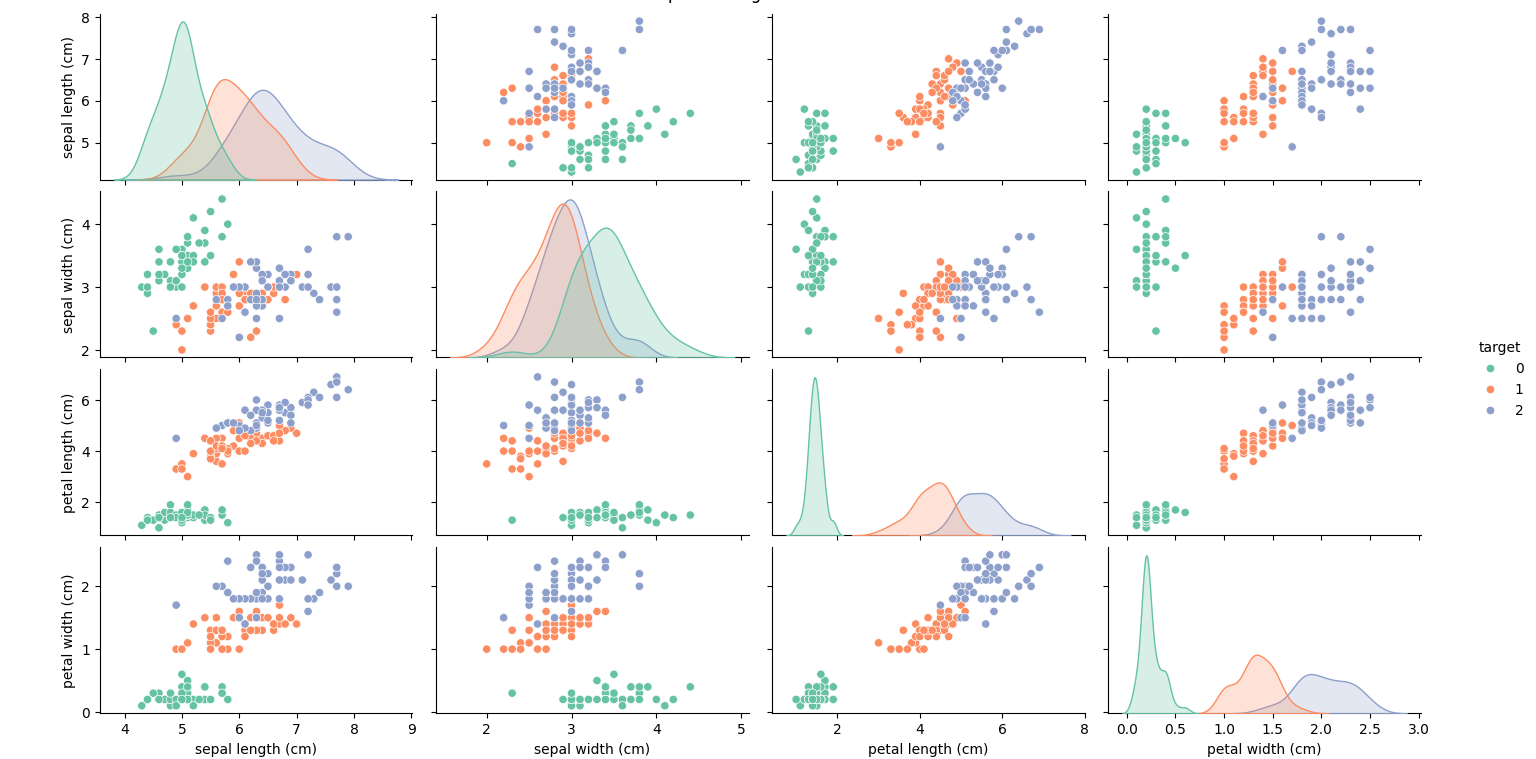 8
7
6
5
sepal length (cm)
4
3
2
sepal width (cm)
6
4
2
petal length (cm)
2
1
0
petal width (cm)
4 5 6 7 8 9
sepal length (cm)
2 3 4 5
sepal width (cm)
2 4 6 8
petal length (cm)
0.0 0.5 1.0 1.5 2.0 2.5 3.0
petal width (cm)
target
0
1
2